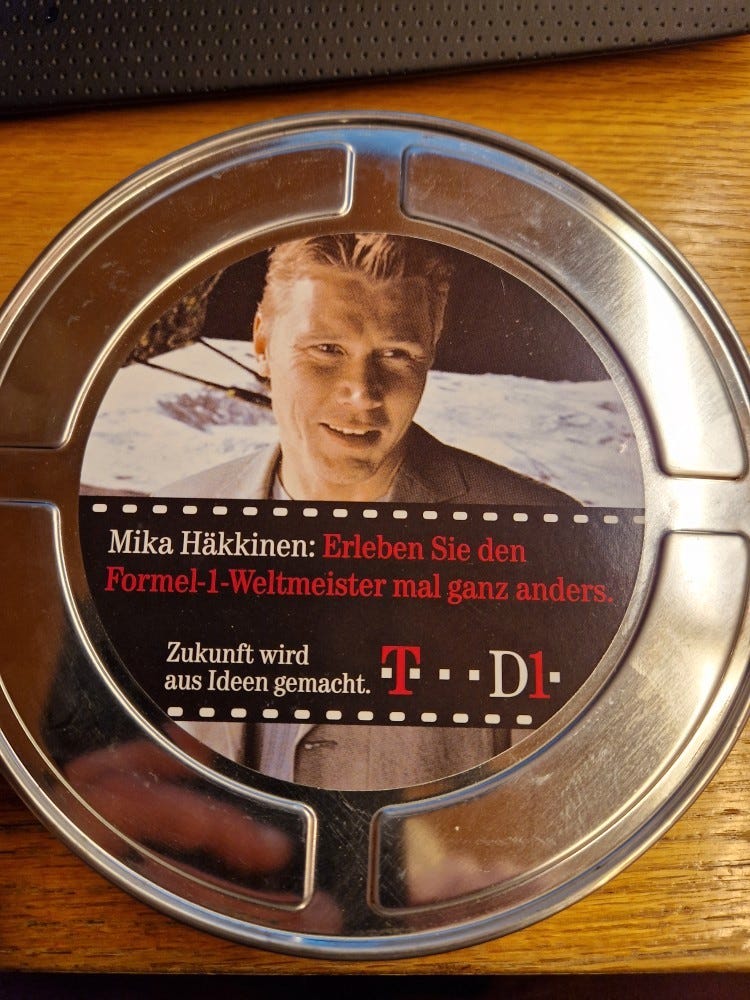 Mika Häkkinen: Erleben Sie den
Formel-1-Weltmeister mal ganz anders.
Zukunft wird
aus Ideen gemacht.
·T···D1·